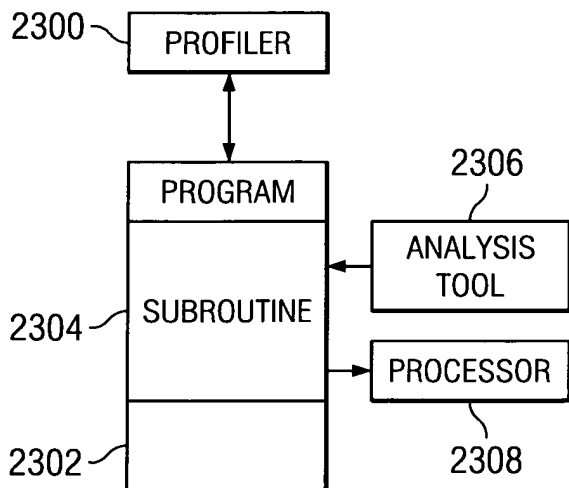 2300
PROFILER
PROGRAM
2306
ANALYSIS
TOOL
2304
SUBROUTINE
PROCESSOR
2302
2308